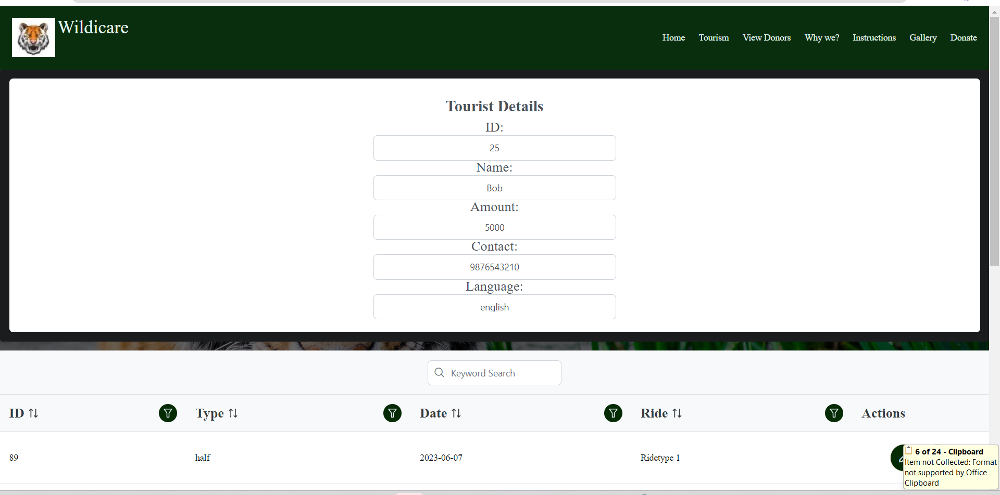 Wildicare
Home Tourism View Donors Why we? Instructions Gallery Donate
Tourist Details
ID:
25
Name:
Bob
Amount:
5000
Contact:
9876543210
Language:
english
Keyword Search
ID Type Date Ride Actions
89 half 2023-06-07 Ridetype 1
6 of 24 - Clipboard
Item not Collected: Format
not supported by Office
Clipboard